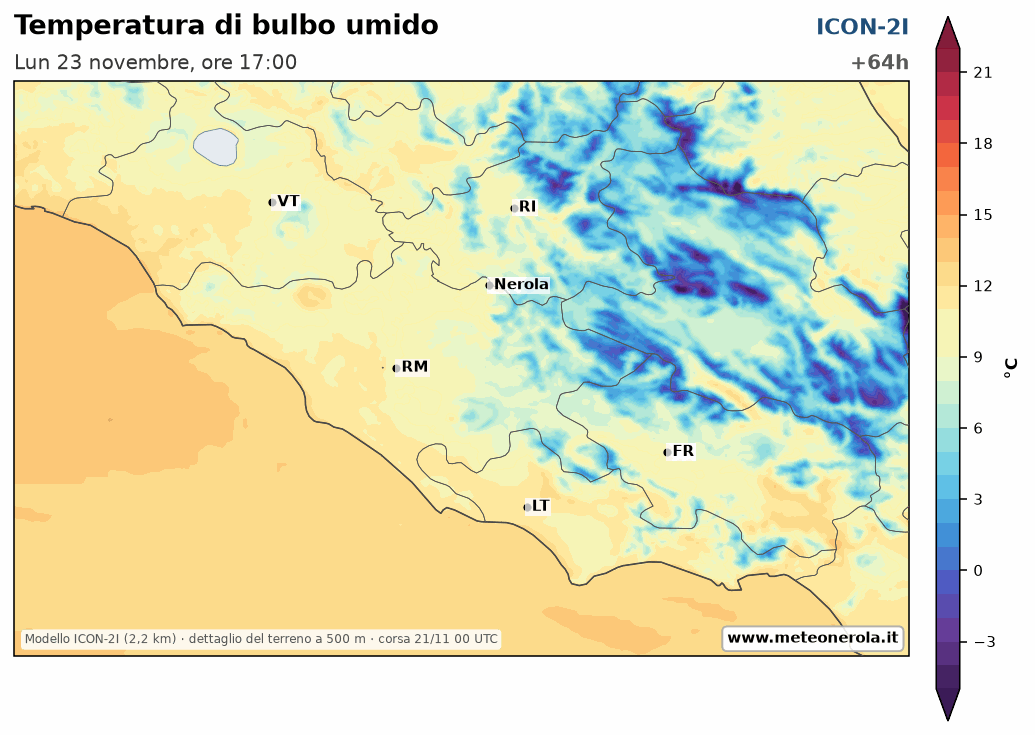 Temperatura di bulbo umido
ICON-2I
Lun 23 novembre, ore 17:00
+64h
21
18
15
12
9
6
3
0
−3
°C
VT
RI
Nerola
RM
FR
LT
Modello ICON-2I (2,2 km) · dettaglio del terreno a 500 m · corsa 21/11 00 UTC
www.meteonerola.it